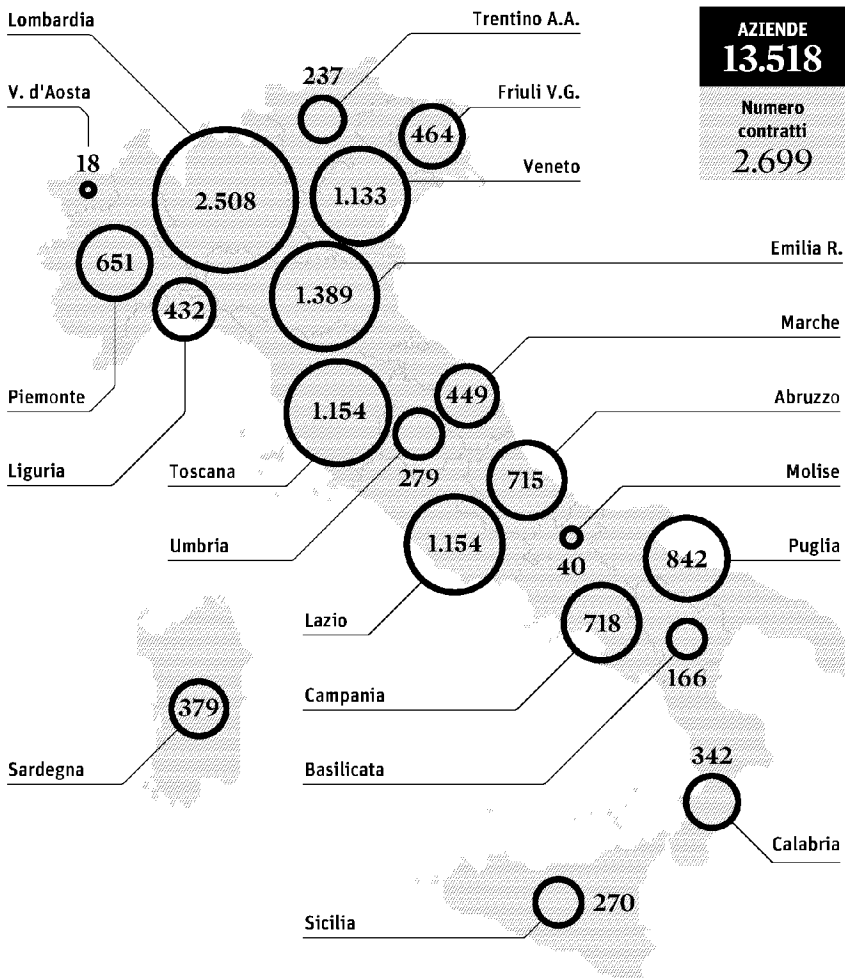 Lombardia
Trentino A.A.
AZIENDE
13.518
237
V. d'Aosta
Friuli V.G.
Numero
contratti
2.699
464
18
Veneto
2.508
1.133
651
Emilia R.
1.389
432
Marche
Piemonte
449
Abruzzo
1.154
Liguria
Toscana
279
715
Molise
Umbria
1.154
40
842
Puglia
Lazio
718
166
Campania
379
Sardegna
Basilicata
342
Calabria
270
Sicilia